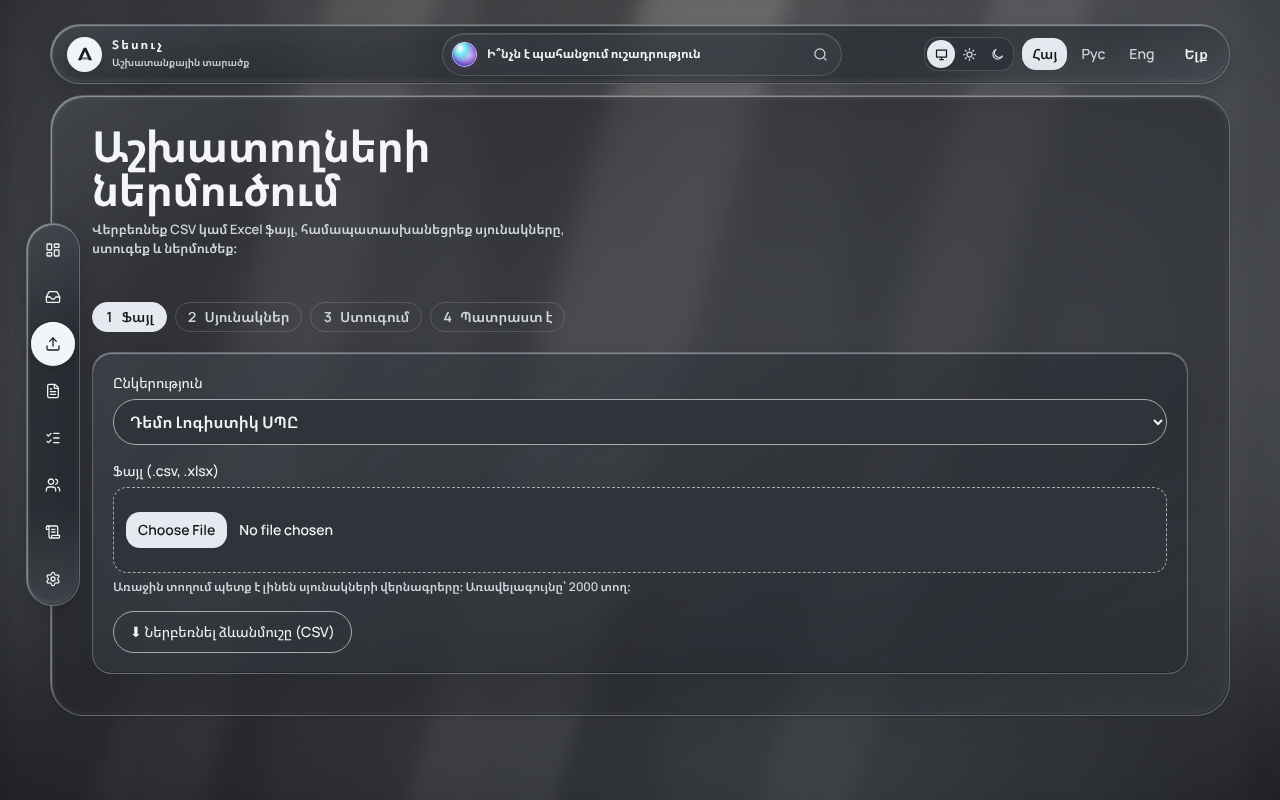 Տեսուչ
Աշխատանքային տարածք
Ի՞նչն է պահանջում ուշադրություն
Հայ Рус Eng Ելք
Աշխատողների
ներմուծում
Վերբեռնեք CSV կամ Excel ֆայլ, համապատասխանեցրեք սյունակները,
ստուգեք և ներմուծեք։
1 Ֆայլ 2 Սյունակներ 3 Ստուգում 4 Պատրաստ է
Ընկերություն
Դեմո Լոգիստիկ ՍՊԸ
Ֆայլ (.csv, .xlsx)
Choose File No file chosen
Առաջին տողում պետք է լինեն սյունակների վերնագրերը։ Առավելագույնը՝ 2000 տող։
⬇ Ներբեռնել ձևանմուշը (CSV)